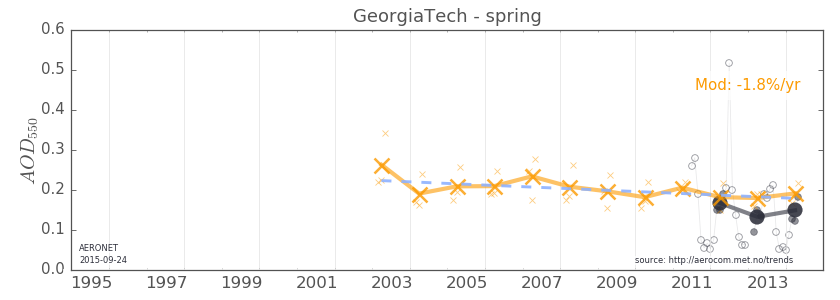 GeorgiaTech - spring
0.6
0.5
0.4
0.3
0.2
0.1
0.0
AOD550
Mod: -1.8%/yr
AERONET
2015-09-24
source: http://aerocom.met.no/trends
1995 1997 1999 2001 2003 2005 2007 2009 2011 2013